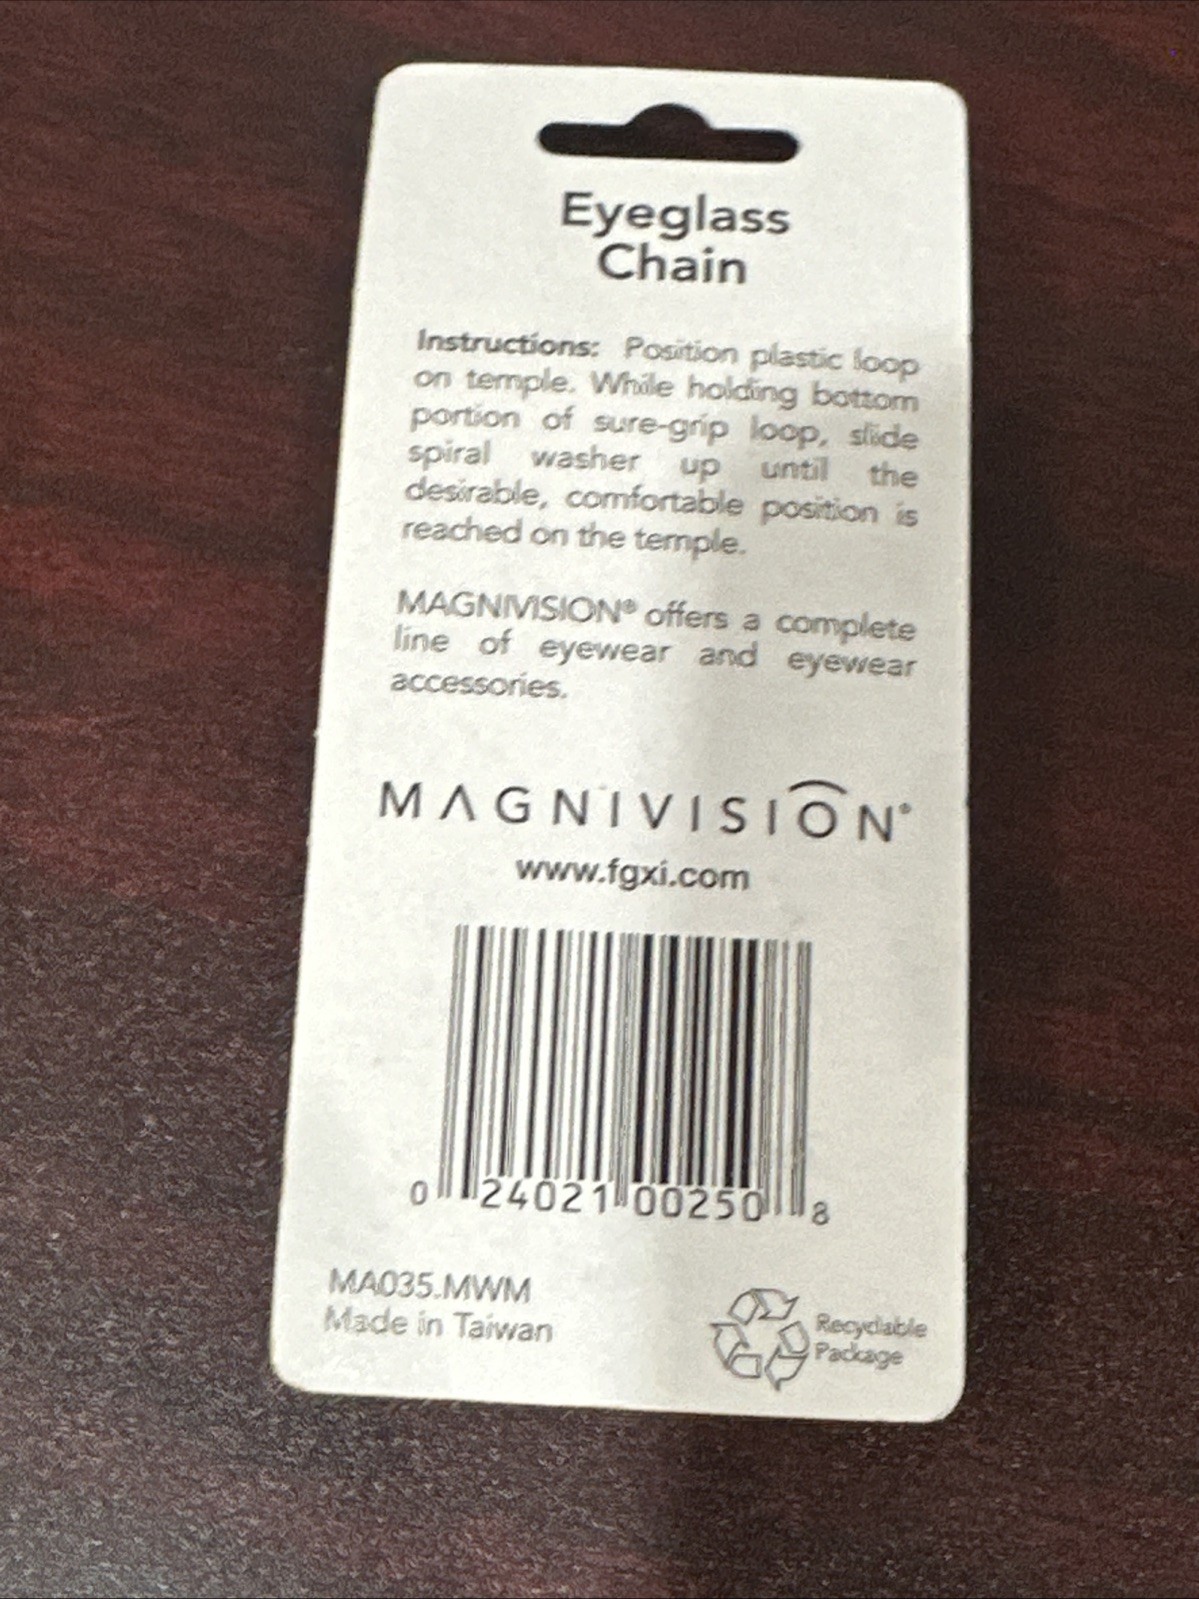 Eyeglass
Chain
Instructions: Position plastic loop
on temple. While holding bottom
portion of sure-grip loop, slide
spiral washer up until the
desirable, comfortable position is
reached on the temple.
MAGNIVISION® offers a complete
line of eyewear and eyewear
accessories.
MAGNIVISION®
www.fgxi.com
0 24021 00250 8
MA035.MWM
Made in Taiwan
Recyclable
Package